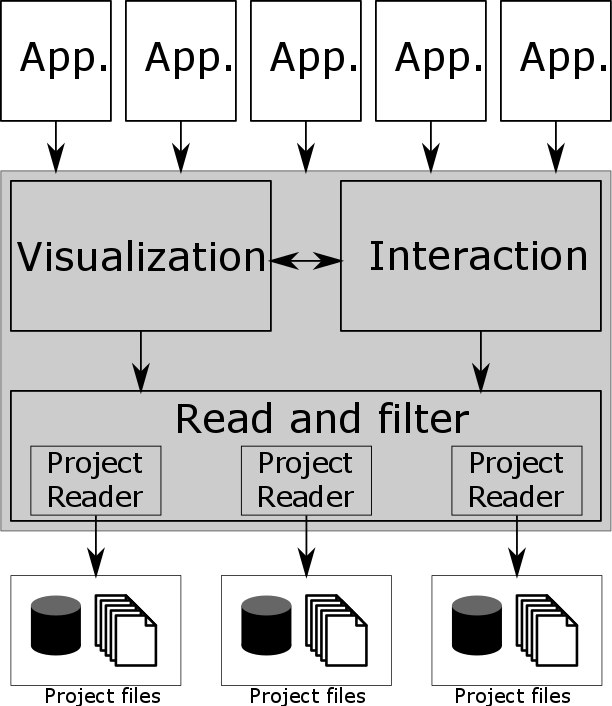 App. App. App. App. App.
Visualization Interaction
Read and filter
Project Project Project
Reader Reader Reader
Project files Project files Project files